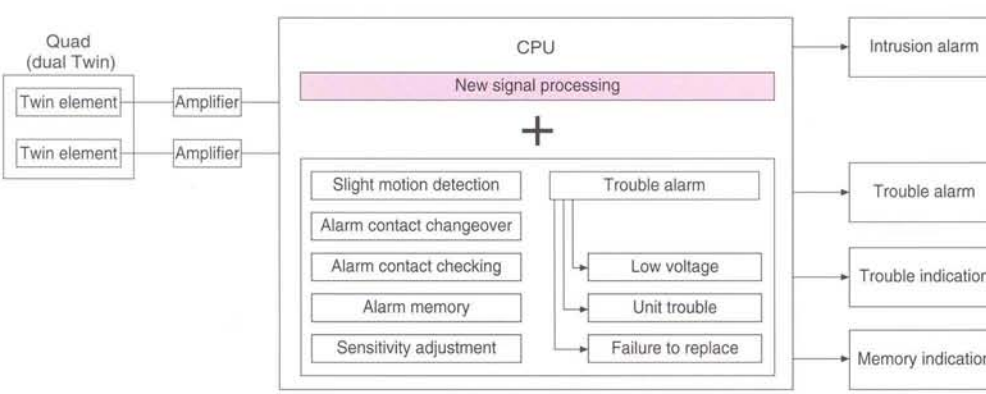 Quad
(dual Twin)
Twin element
Amplifier
Twin element
Amplifier
CPU
New signal processing
+
Slight motion detection
Alarm contact changeover
Alarm contact checking
Alarm memory
Sensitivity adjustment
Trouble alarm
Low voltage
Unit trouble
Failure to replace
Intrusion alarm
Trouble alarm
Trouble indication
Memory indication